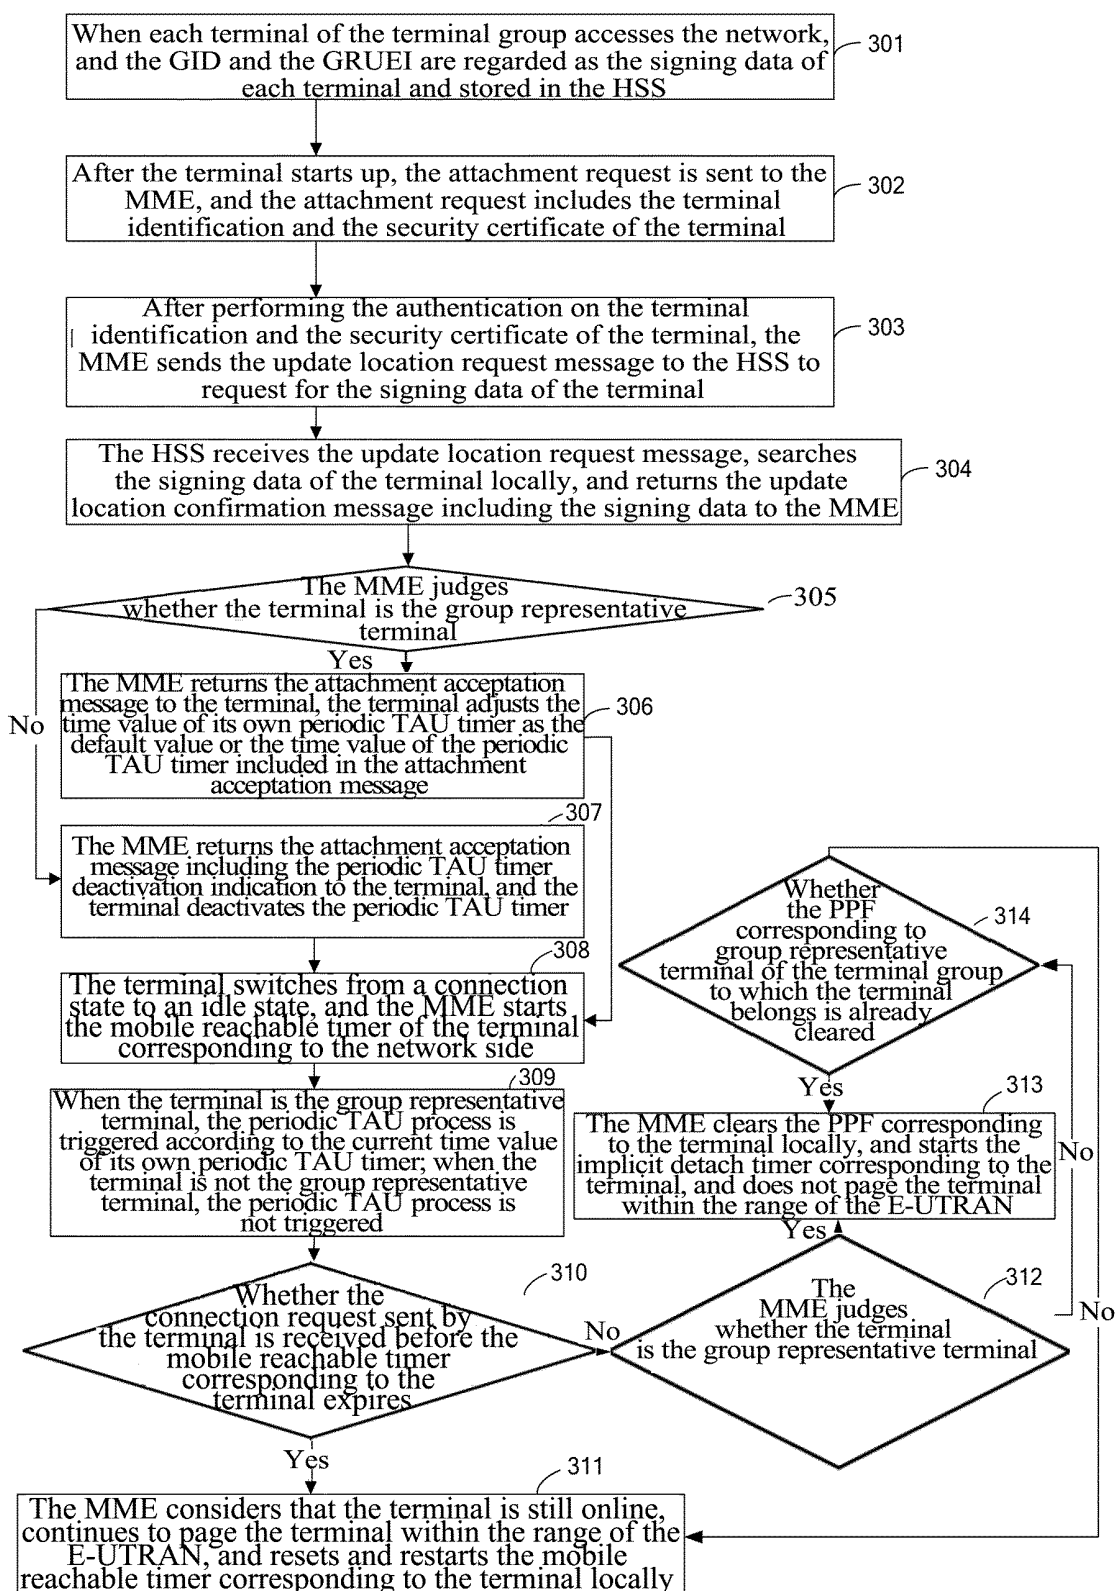 When each terminal of the terminal group accesses the network,
and the GID and the GRUEI are regarded as the signing data of
each terminal and stored in the HSS
301
After the terminal starts up, the attachment request is sent to the
MME, and the attachment request includes the terminal
identification and the security certificate of the terminal
302
After performing the authentication on the terminal
identification and the security certificate of the terminal, the
MME sends the update location request message to the HSS to
request for the signing data of the terminal
303
The HSS receives the update location request message, searches
the signing data of the terminal locally, and returns the update
location confirmation message including the signing data to the MME
304
The MME judges
whether the terminal is the group representative
terminal
305
Yes
No
The MME returns the attachment acceptation
message to the terminal, the terminal adjusts the
time value of its own periodic TAU timer as the
default value or the time value of the periodic
TAU timer included in the attachment
acceptation message
306
307
The MME returns the attachment acceptation
message including the periodic TAU timer
deactivation indication to the terminal, and the
terminal deactivates the periodic TAU timer
308
The terminal switches from a connection
state to an idle state, and the MME starts
the mobile reachable timer of the terminal
corresponding to the network side
309
When the terminal is the group representative
terminal, the periodic TAU process is
triggered according to the current time value
of its own periodic TAU timer; when the
terminal is not the group representative
terminal, the periodic TAU process is
not triggered
310
Whether the
connection request sent by
the terminal is received before the
mobile reachable timer
corresponding to the
terminal expires
No
Yes
311
The MME considers that the terminal is still online,
continues to page the terminal within the range of the
E-UTRAN, and resets and restarts the mobile
reachable timer corresponding to the terminal locally
312
The
MME judges
whether the terminal
is the group representative terminal
Yes
No
313
The MME clears the PPF corresponding
to the terminal locally, and starts the
implicit detach timer corresponding to the
terminal, and does not page the terminal
within the range of the E-UTRAN
314
Whether
the PPF
corresponding to
group representative
terminal of the terminal group
to which the terminal
belongs is already
cleared
Yes
No